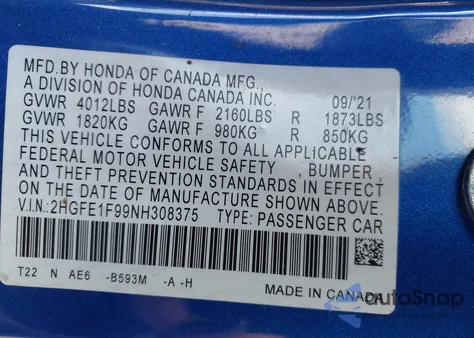 MFD.BY HONDA OF CANADA MFG.,
A DIVISION OF HONDA CANADA INC. 09/'21
GVWR 4012LBS GAWR F 2160LBS R 1873LBS
GVWR 1820KG GAWR F 980KG R 850KG
THIS VEHICLE CONFORMS TO ALL APPLICABLE
FEDERAL MOTOR VEHICLE SAFETY BUMPER
AND THEFT PREVENTION STANDARDS IN EFFECT
ON THE DATE OF MANUFACTURE SHOWN ABOVE.
V.I.N.:2HGFE1F99NH308375 TYPE: PASSENGER CAR
T22 N AE6 -B593M -A -H
MADE IN CANADA
autoSnap